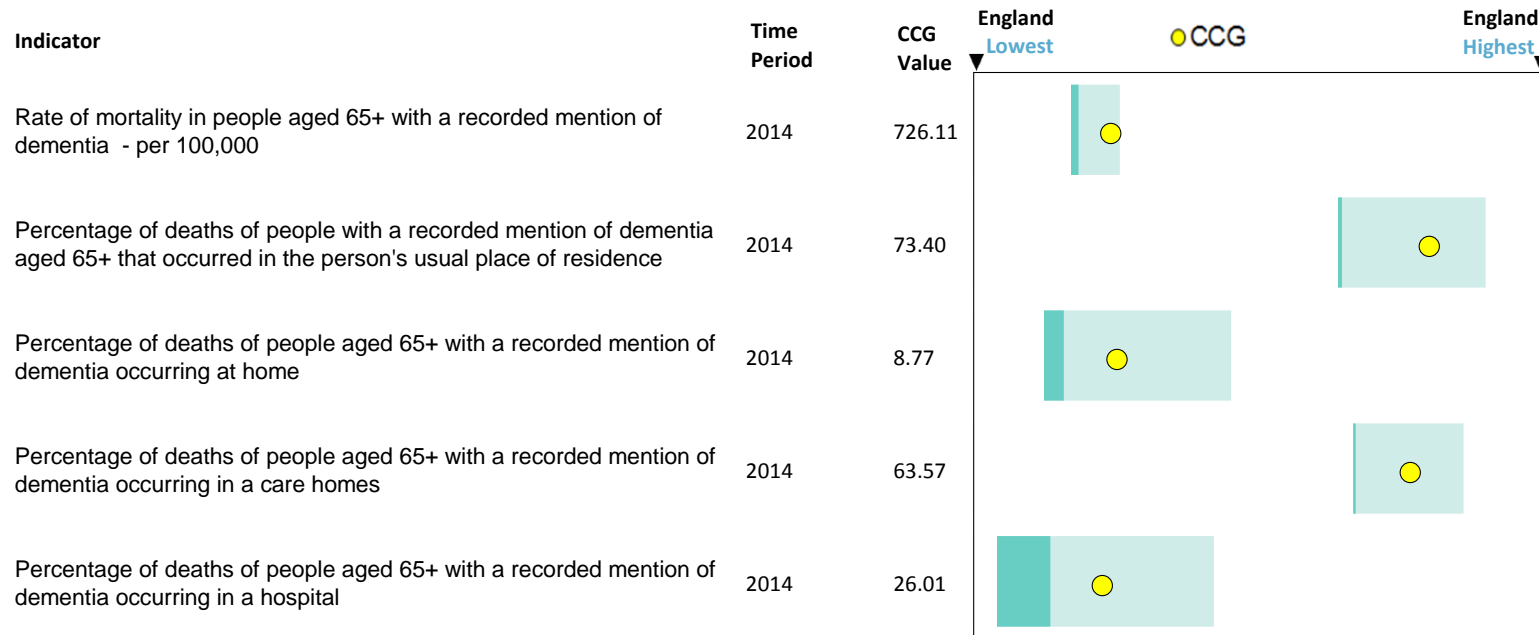 Indicator
Time
Period
CCG
Value
England
Lowest
CCG
England
Highest
Rate of mortality in people aged 65+ with a recorded mention of
dementia - per 100,000
2014
726.11
Percentage of deaths of people with a recorded mention of dementia
aged 65+ that occurred in the person's usual place of residence
2014
73.40
Percentage of deaths of people aged 65+ with a recorded mention of
dementia occurring at home
2014
8.77
Percentage of deaths of people aged 65+ with a recorded mention of
dementia occurring in a care homes
2014
63.57
Percentage of deaths of people aged 65+ with a recorded mention of
dementia occurring in a hospital
2014
26.01